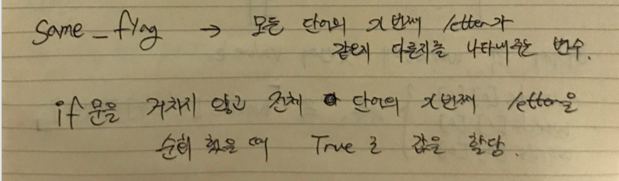 Same_flag → 모든 단어의 x번째 letter가
같은지 다른지를 나타내주는 변수.
if문을 거치지 않고 전체 단어의 x번째 letter을
순회 했을 때 True로 값을 할당.